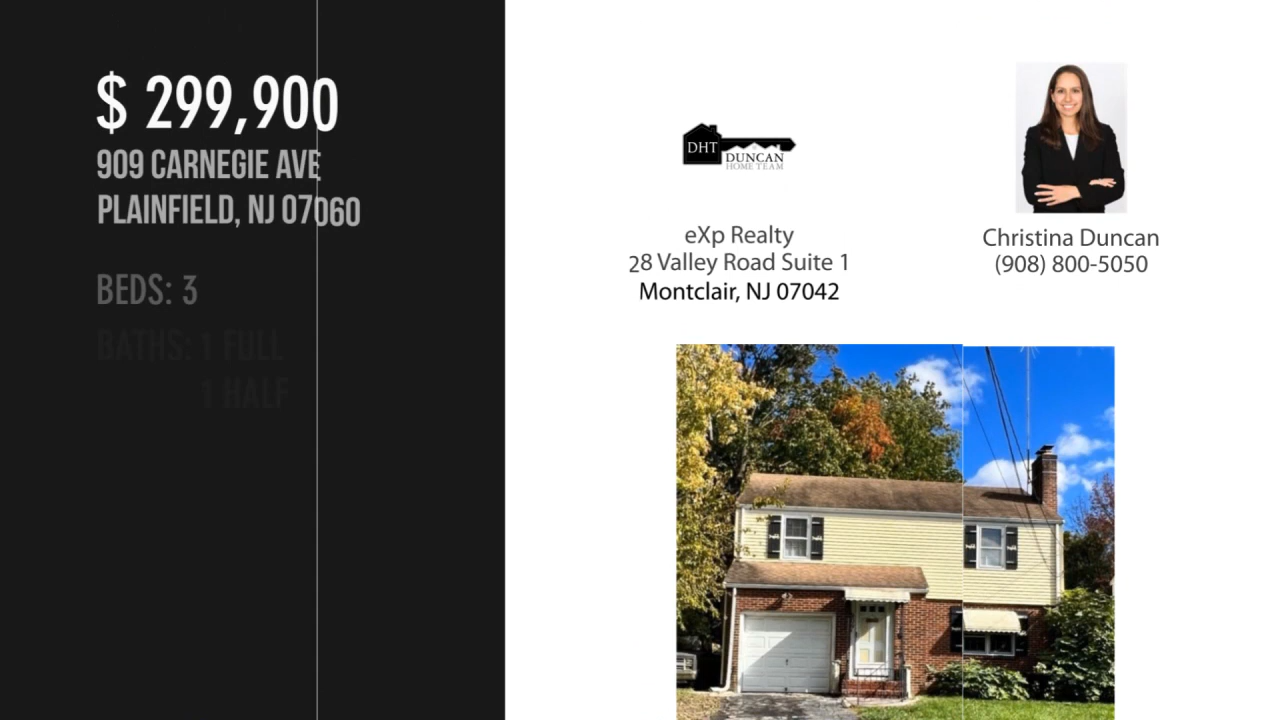 $ 299,900
909 CARNEGIE AVE
PLAINFIELD, NJ 07060
BEDS: 3
BATHS: 1 FULL
1 HALF
DHT
DUNCAN
HOME TEAM
eXp Realty
28 Valley Road Suite 1
Montclair, NJ 07042
Christina Duncan
(908) 800-5050